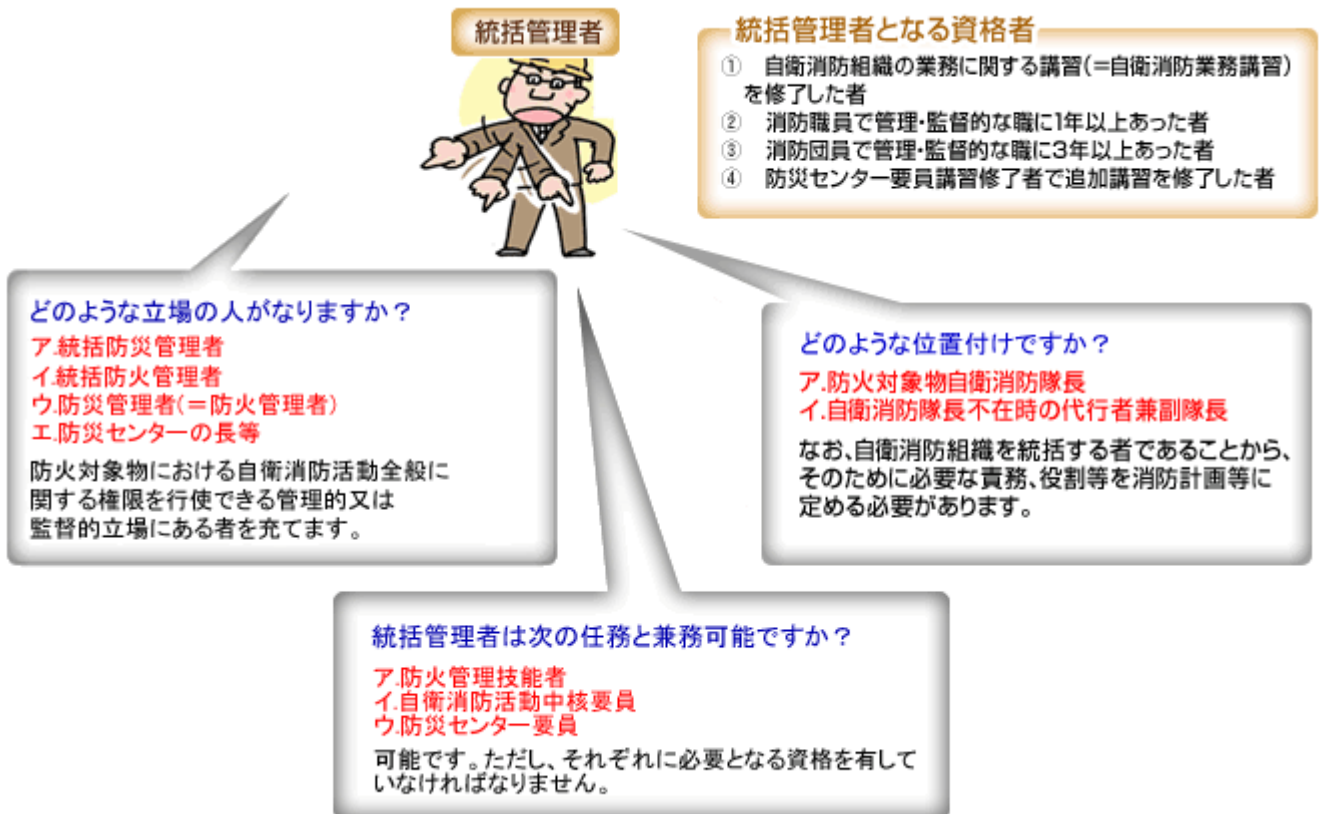 統括管理者
統括管理者となる資格者
① 自衛消防組織の業務に関する講習(=自衛消防業務講習)
を修了した者
② 消防職員で管理・監督的な職に1年以上あった者
③ 消防団員で管理・監督的な職に3年以上あった者
④ 防災センター要員講習修了者で追加講習を修了した者
どのような立場の人がなりますか？
ア.統括防災管理者
イ.統括防火管理者
ウ.防災管理者(=防火管理者)
エ.防災センターの長等
防火対象物における自衛消防活動全般に
関する権限を行使できる管理的又は
監督的立場にある者を充てます。
どのような位置付けですか？
ア.防火対象物自衛消防隊長
イ.自衛消防隊長不在時の代行者兼副隊長
なお、自衛消防組織を統括する者であることから、
そのために必要な責務、役割等を消防計画等に
定める必要があります。
統括管理者は次の任務と兼務可能ですか？
ア.防火管理技能者
イ.自衛消防活動中核要員
ウ.防災センター要員
可能です。ただし、それぞれに必要となる資格を有して
いなければなりません。